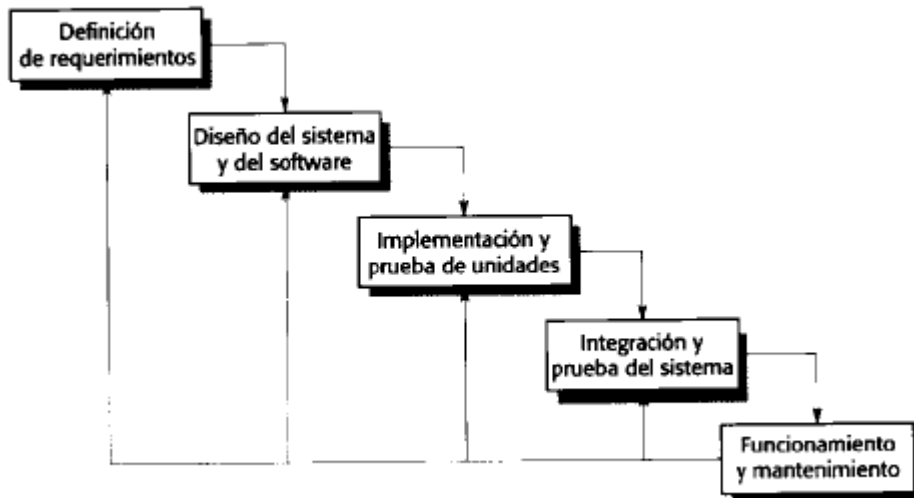 Definición
de requerimientos
Diseño del sistema
y del software
Implementación y
prueba de unidades
Integración y
prueba del sistema
Funcionamiento
y mantenimiento